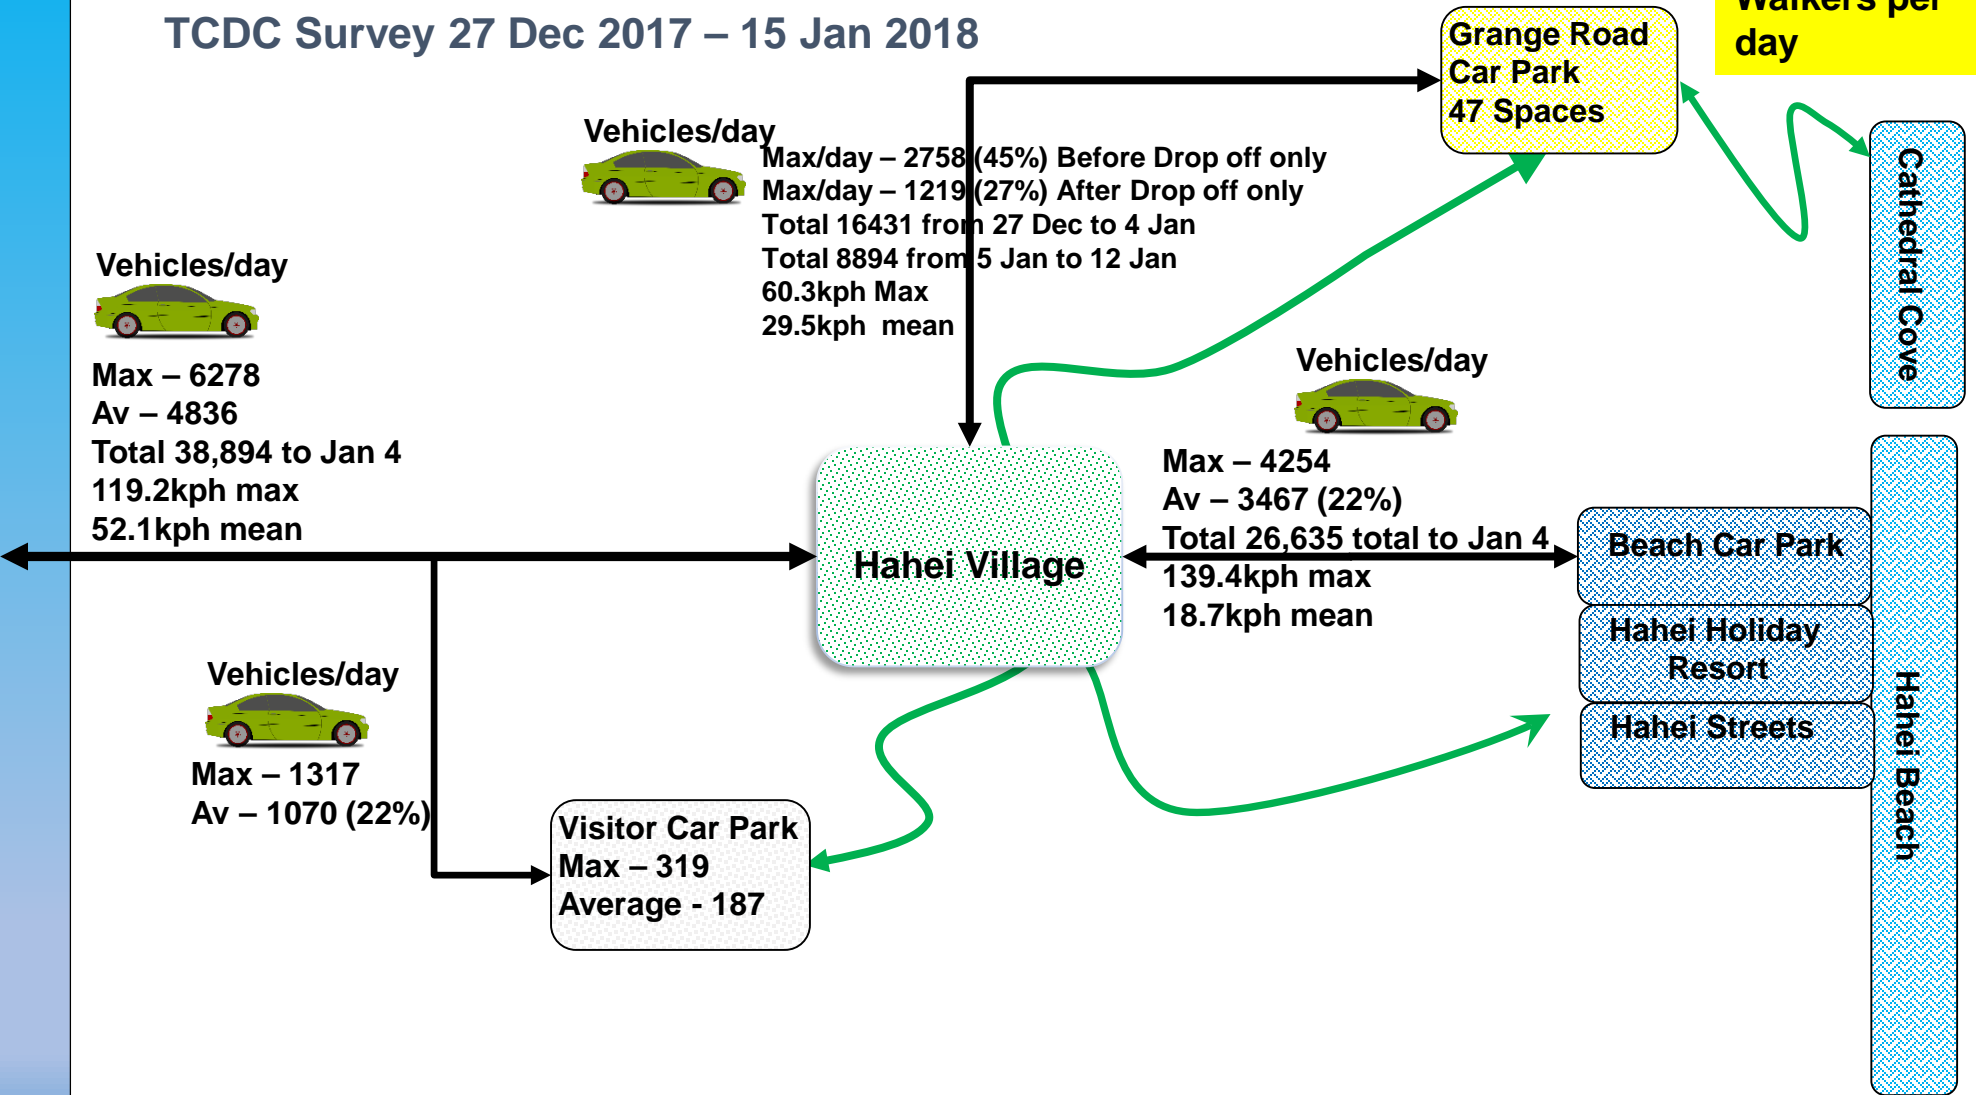 TCDC Survey 27 Dec 2017 – 15 Jan 2018
Walkers per
day
Grange Road
Car Park
47 Spaces
Vehicles/day
Max/day – 2758 (45%) Before Drop off only
Max/day – 1219 (27%) After Drop off only
Total 16431 from 27 Dec to 4 Jan
Total 8894 from 5 Jan to 12 Jan
60.3kph Max
29.5kph mean
Cathedral Cove
Vehicles/day
Max – 6278
Av – 4836
Total 38,894 to Jan 4
119.2kph max
52.1kph mean
Vehicles/day
Max – 4254
Av – 3467 (22%)
Total 26,635 total to Jan 4
139.4kph max
18.7kph mean
Hahei Village
Beach Car Park
Hahei Holiday
Resort
Hahei Streets
Hahei Beach
Vehicles/day
Max – 1317
Av – 1070 (22%)
Visitor Car Park
Max – 319
Average - 187